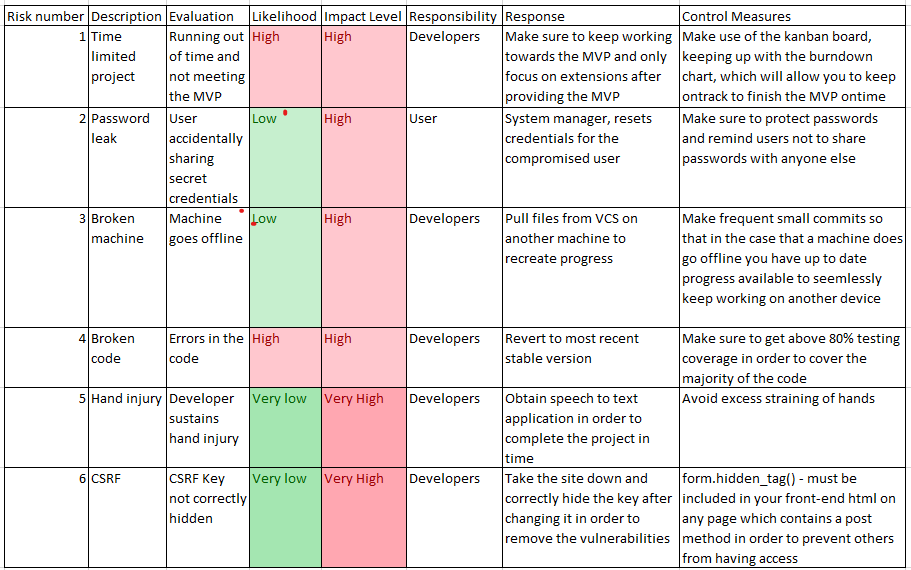 Risk number Description Evaluation Likelihood Impact Level Responsibility Response Control Measures
1 Time limited project Running out of time and not meeting the MVP High High Developers Make sure to keep working towards the MVP and only focus on extensions after providing the MVP Make use of the kanban board, keeping up with the burndown chart, which will allow you to keep ontrack to finish the MVP ontime
2 Password leak User accidentally sharing secret credentials Low High User System manager, resets credentials for the compromised user Make sure to protect passwords and remind users not to share passwords with anyone else
3 Broken machine Machine goes offline Low High Developers Pull files from VCS on another machine to recreate progress Make frequent small commits so that in the case that a machine does go offline you have up to date progress available to seemlessly keep working on another device
4 Broken code Errors in the code High High Developers Revert to most recent stable version Make sure to get above 80% testing coverage in order to cover the majority of the code
5 Hand injury Developer sustains hand injury Very low Very High Developers Obtain speech to text application in order to complete the project in time Avoid excess straining of hands
6 CSRF CSRF Key not correctly hidden Very low Very High Developers Take the site down and correctly hide the key after changing it in order to remove the vulnerabilities form.hidden_tag() - must be included in your front-end html on any page which contains a post method in order to prevent others from having access